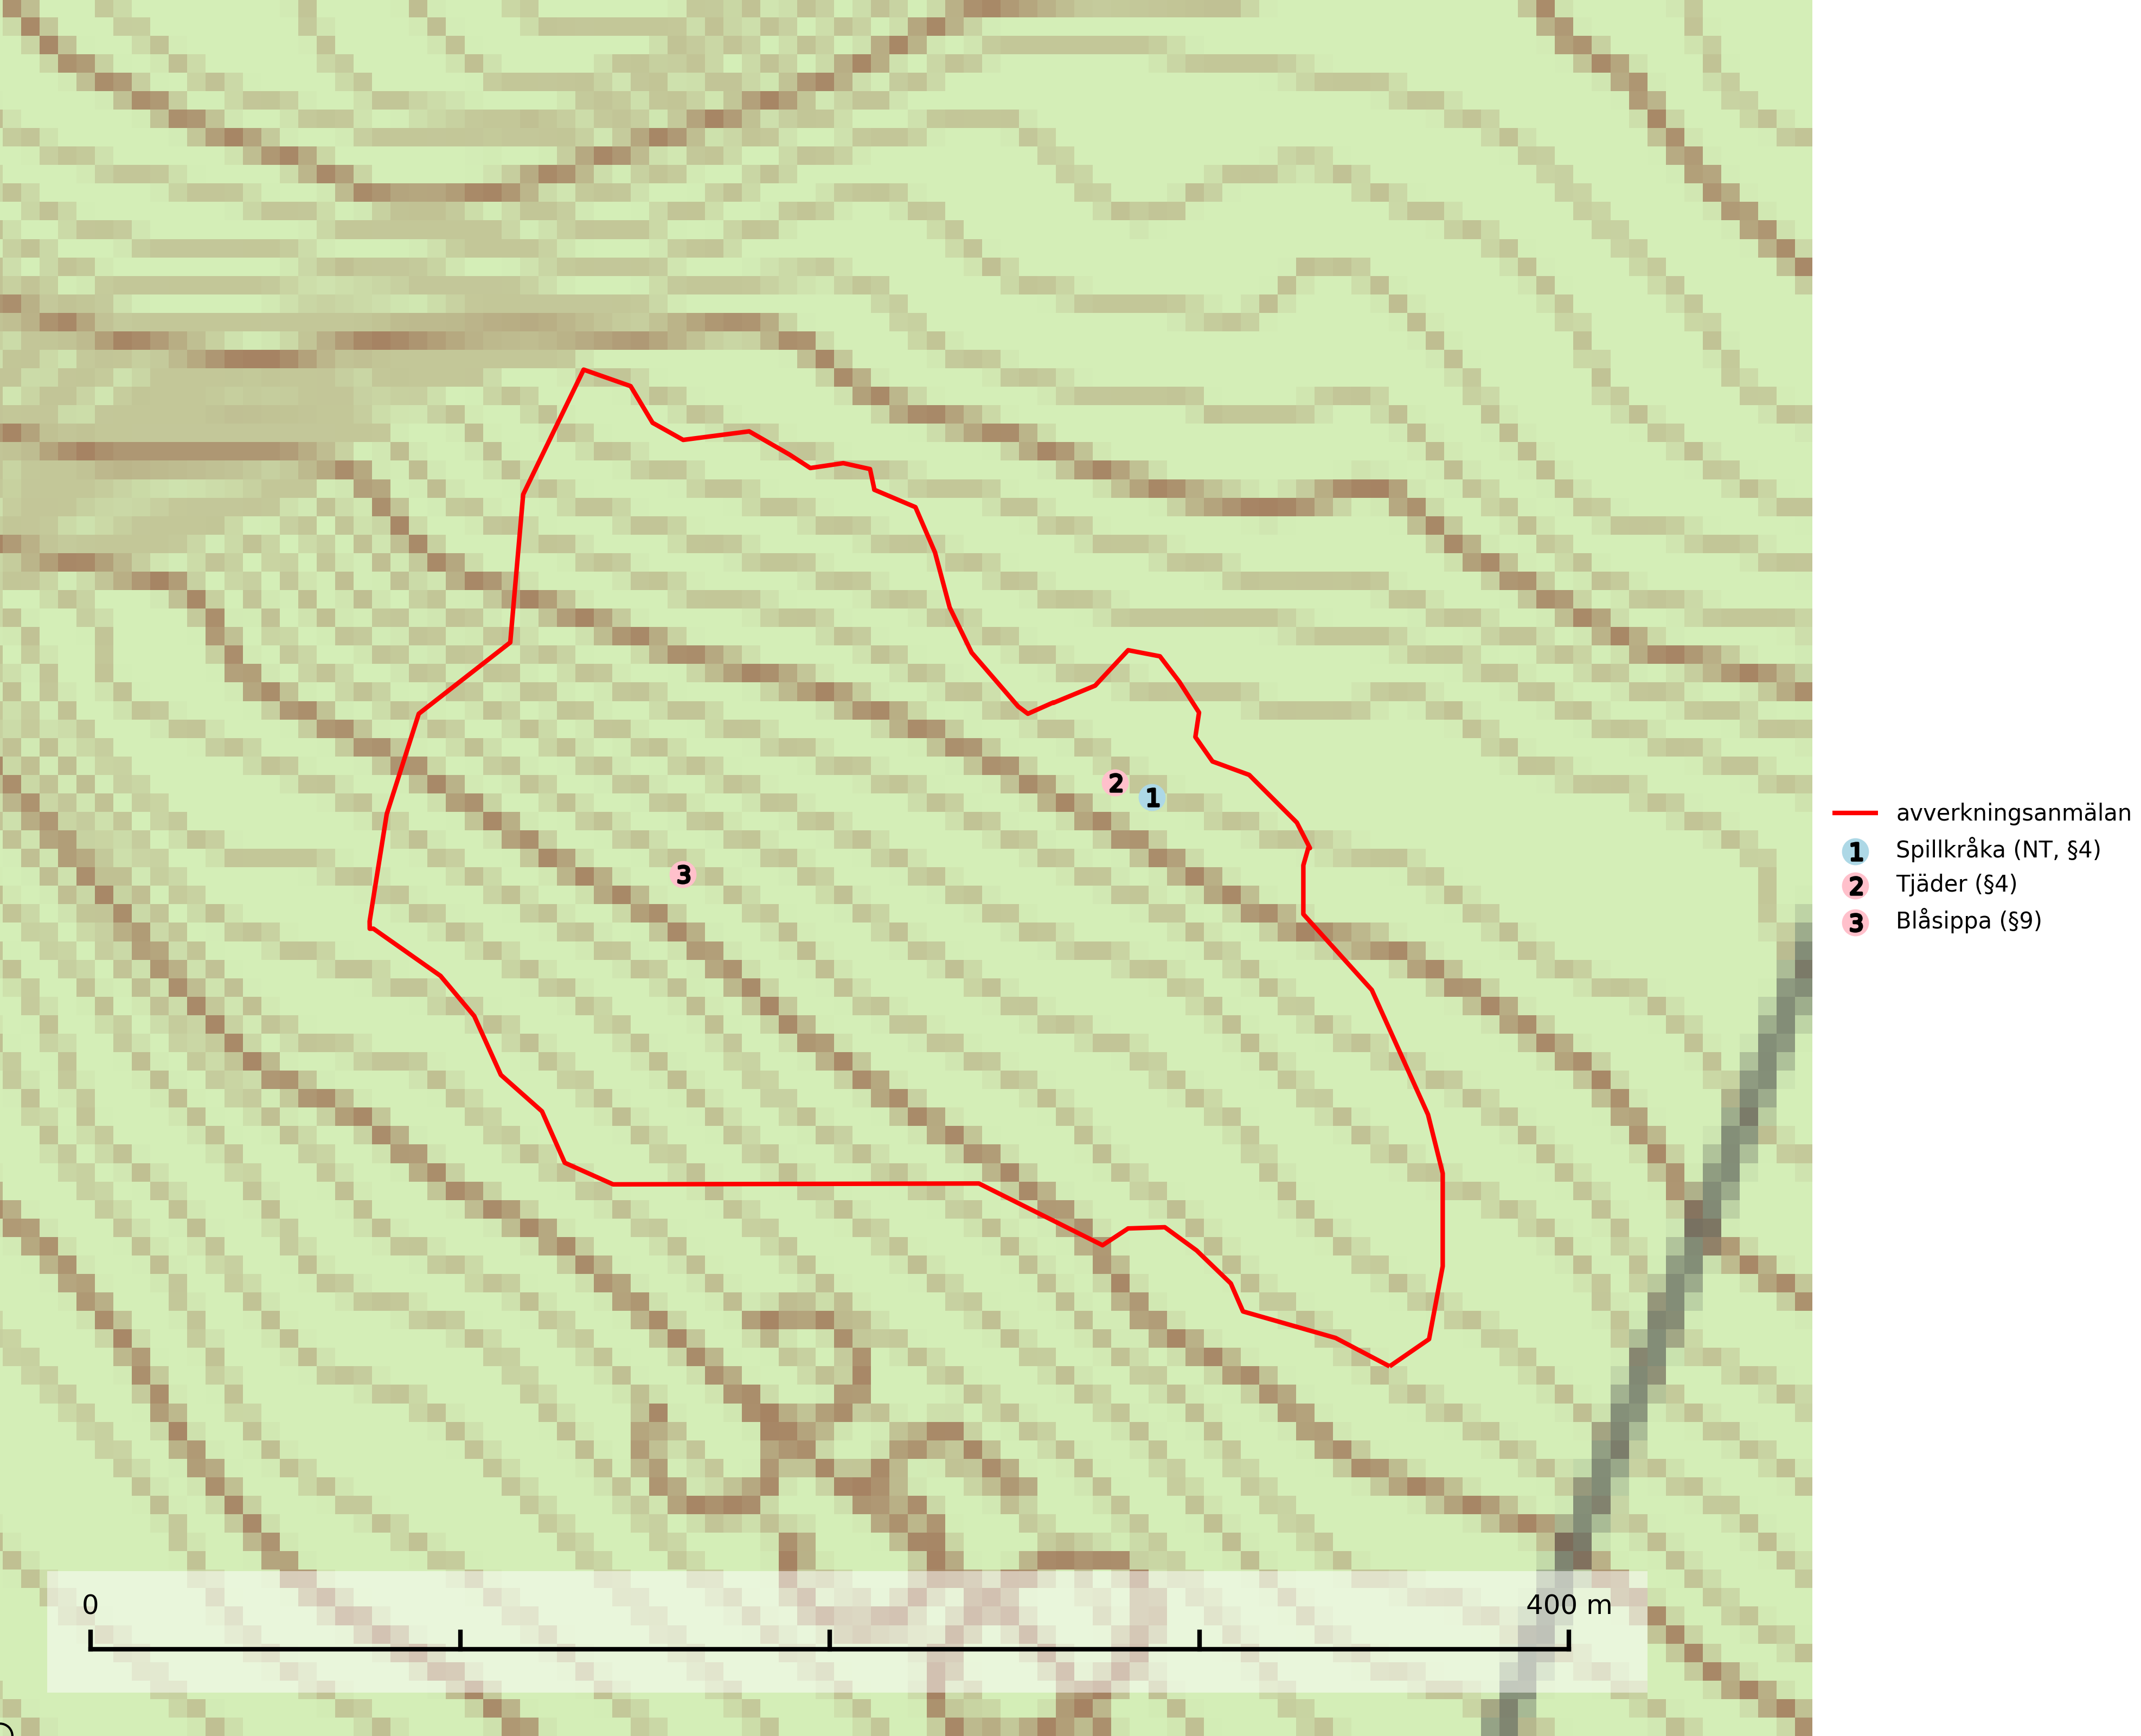 2
1
3
avverkningsanmälan
1 Spillkråka (NT, §4)
2 Tjäder (§4)
3 Blåsippa (§9)
0 400 m